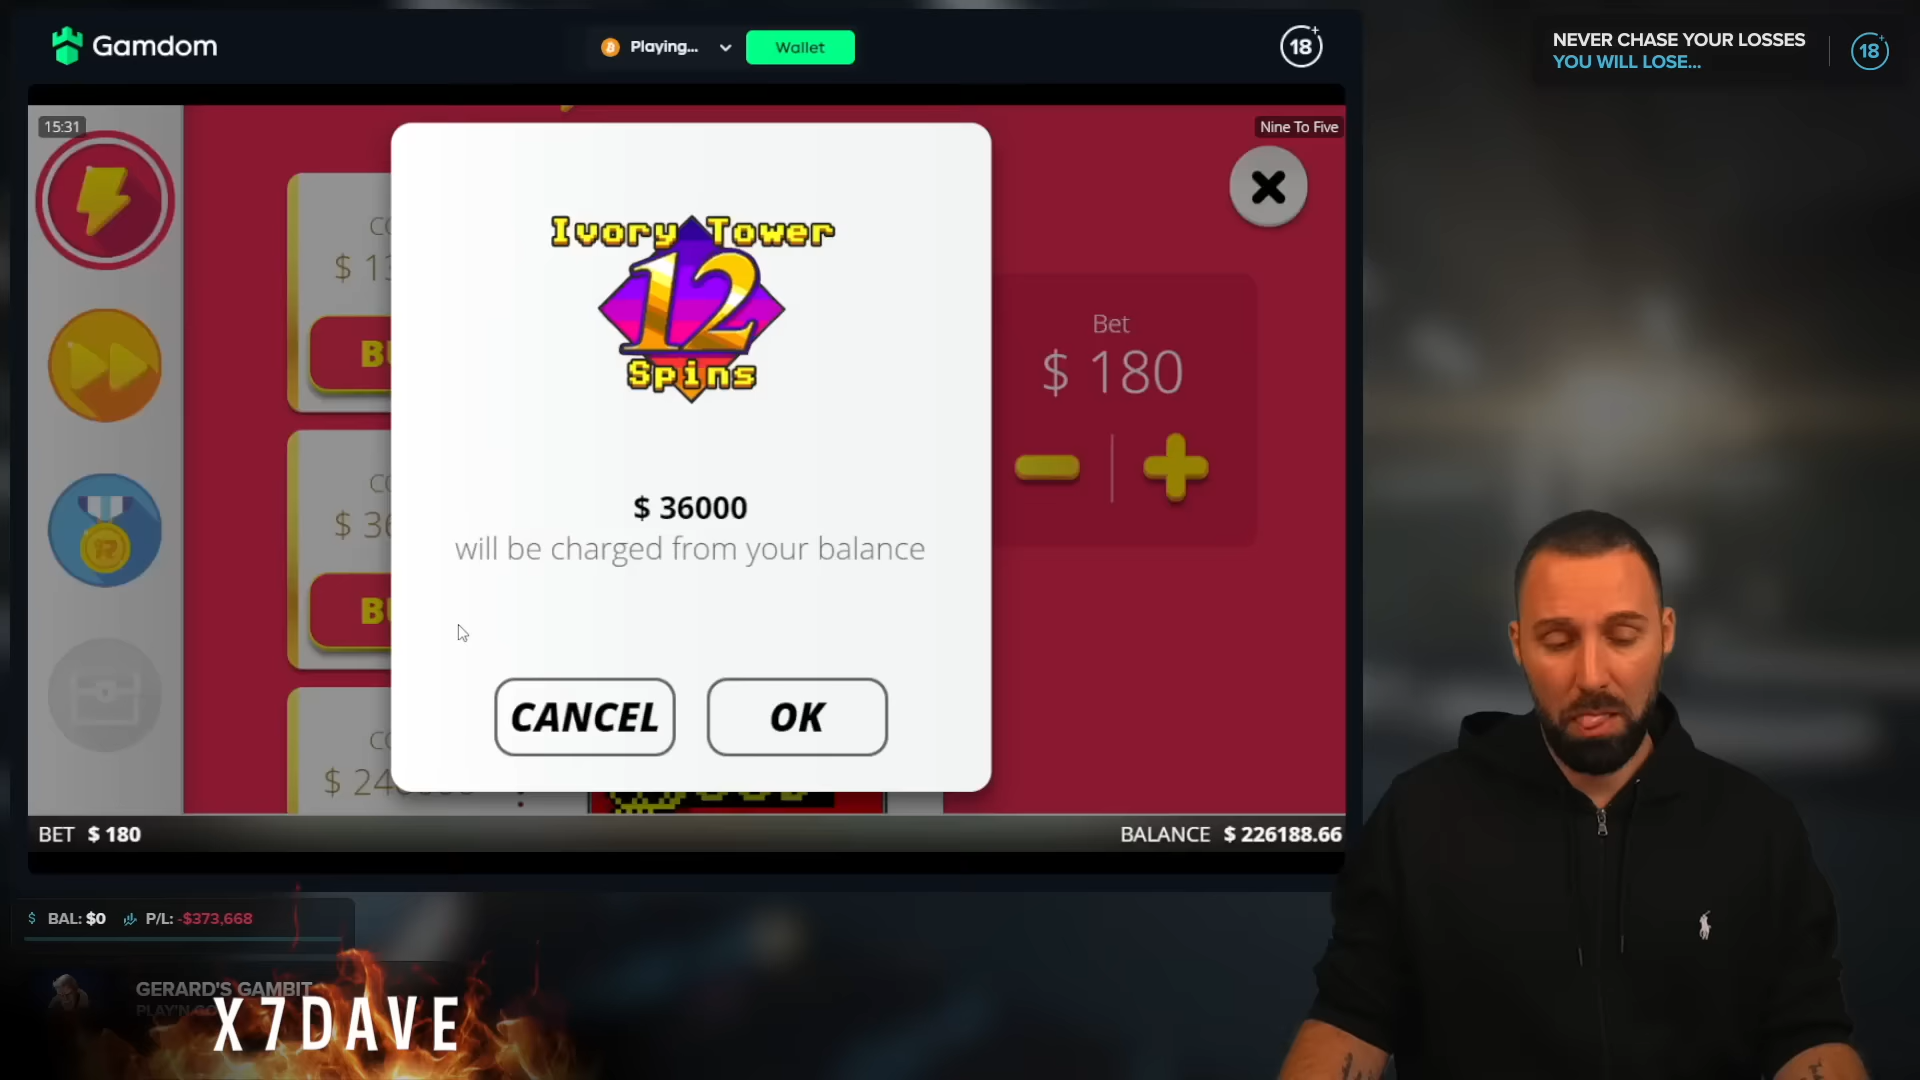 Gamdom
Playing...
Wallet
18+
NEVER CHASE YOUR LOSSES
YOU WILL LOSE...
18+
15:31
Nine To Five
Ivory Tower
12
Spins
Bet
$ 180
$ 36000
will be charged from your balance
CANCEL
OK
BET $ 180
BALANCE $ 226188.66
$ BAL: $0 P/L: -$373,668
GERARD'S GAMBIT
X7DAVE